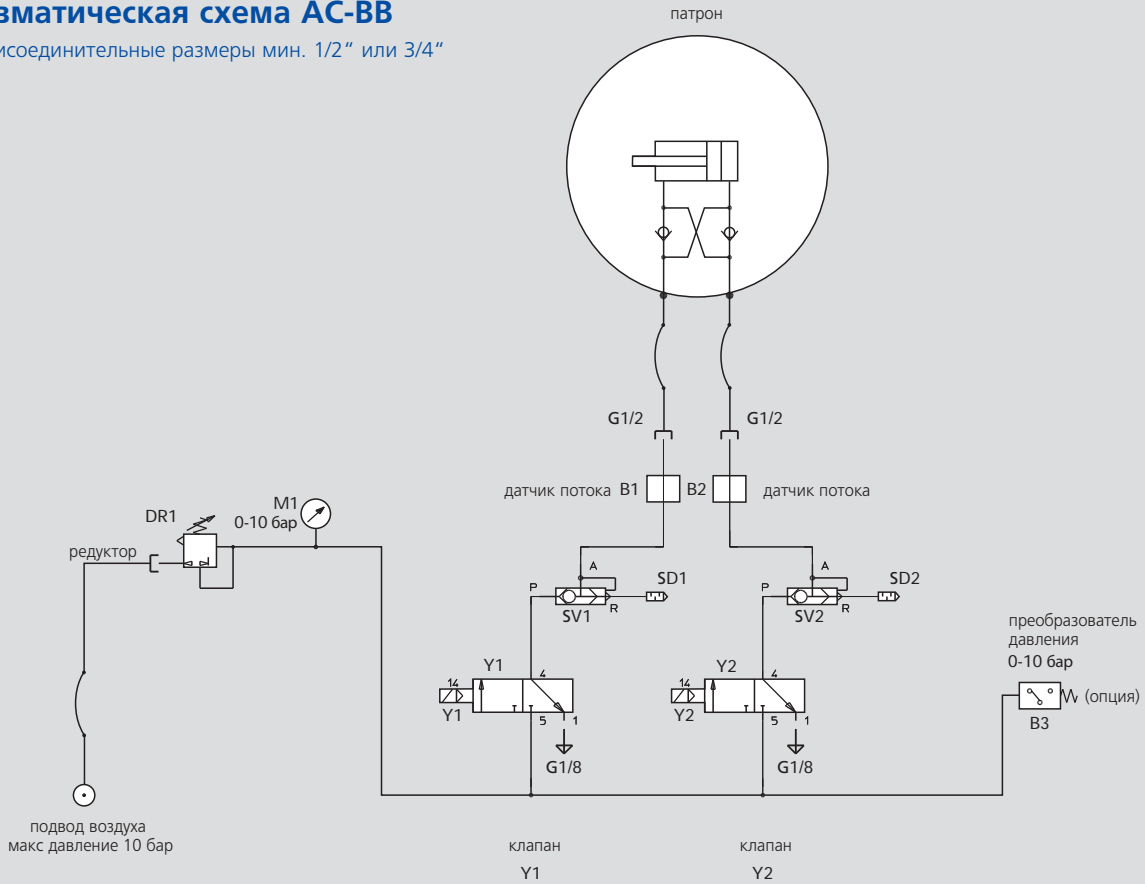 вматическая схема AC-BB
исоединительные размеры мин. 1/2“ или 3/4“
патрон
G1/2
G1/2
датчик потока B1
B2 датчик потока
DR1
M1
0-10 бар
редуктор
A
P
R
SD1
SV1
A
P
R
SD2
SV2
преобразователь
давления
0-10 бар
(опция)
B3
Y1
14
4
Y1
5
1
G1/8
Y2
14
4
Y2
5
1
G1/8
подвод воздуха
макс давление 10 бар
клапан
Y1
клапан
Y2